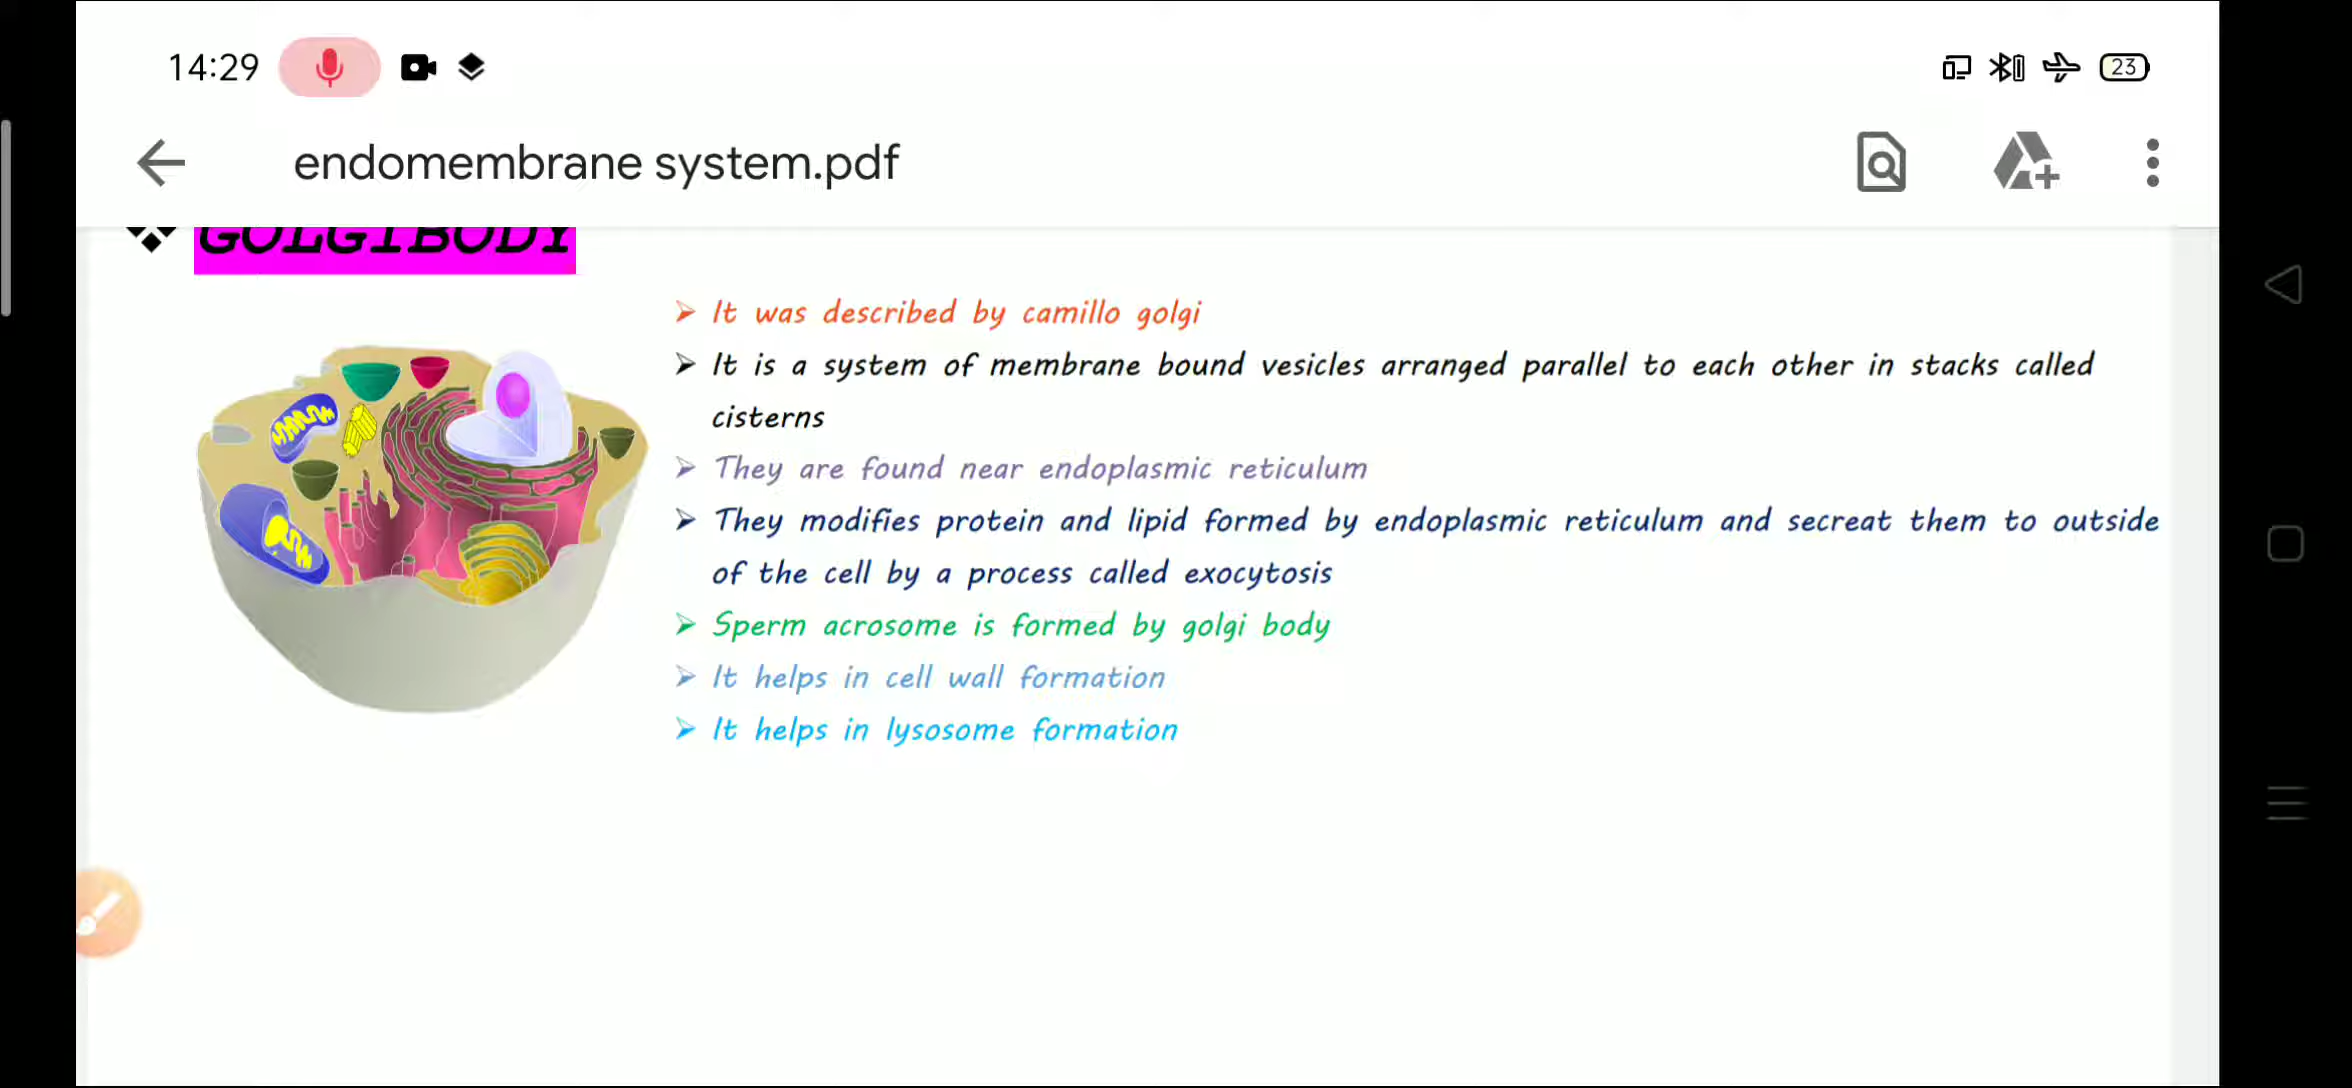 14:29
23
endomembrane system.pdf
GOLGIBODY
It was described by camillo golgi
It is a system of membrane bound vesicles arranged parallel to each other in stacks called
cisterns
They are found near endoplasmic reticulum
They modifies protein and lipid formed by endoplasmic reticulum and secreat them to outside
of the cell by a process called exocytosis
Sperm acrosome is formed by golgi body
It helps in cell wall formation
It helps in lysosome formation